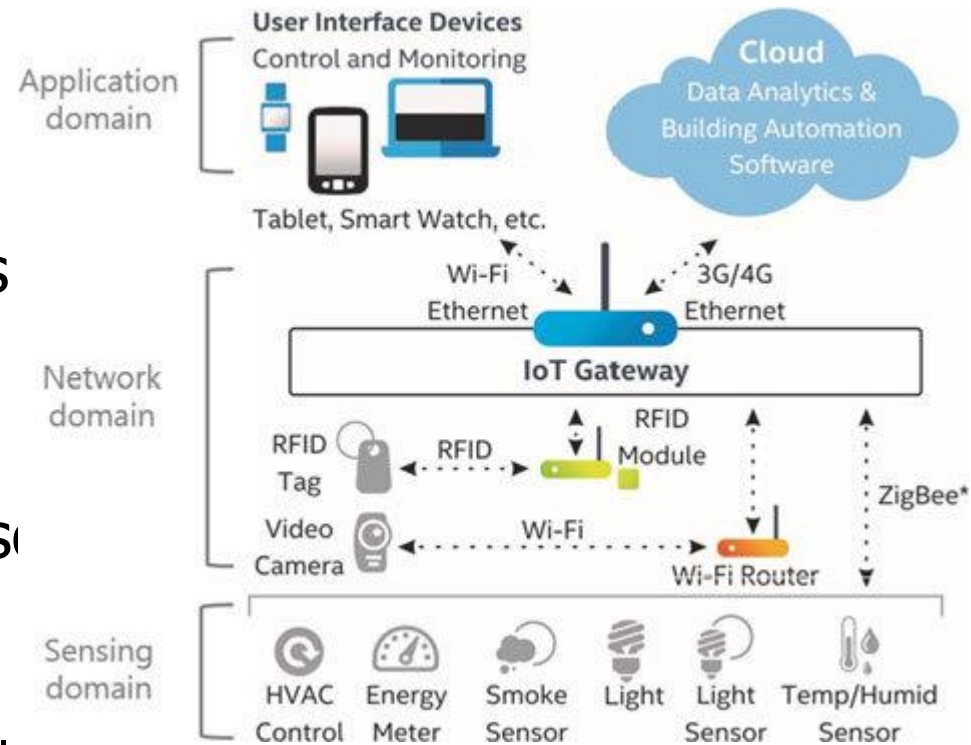 User Interface Devices
Control and Monitoring
Application
domain
Cloud
Data Analytics &
Building Automation
Software
Tablet, Smart Watch, etc.
Wi-Fi
Ethernet
3G/4G
Ethernet
IoT Gateway
Network
domain
RFID
Tag
RFID
RFID
Module
ZigBee*
Video
Camera
Wi-Fi
Wi-Fi Router
Sensing
domain
HVAC
Control
Energy
Meter
Smoke
Sensor
Light
Light
Sensor
Temp/Humid
Sensor